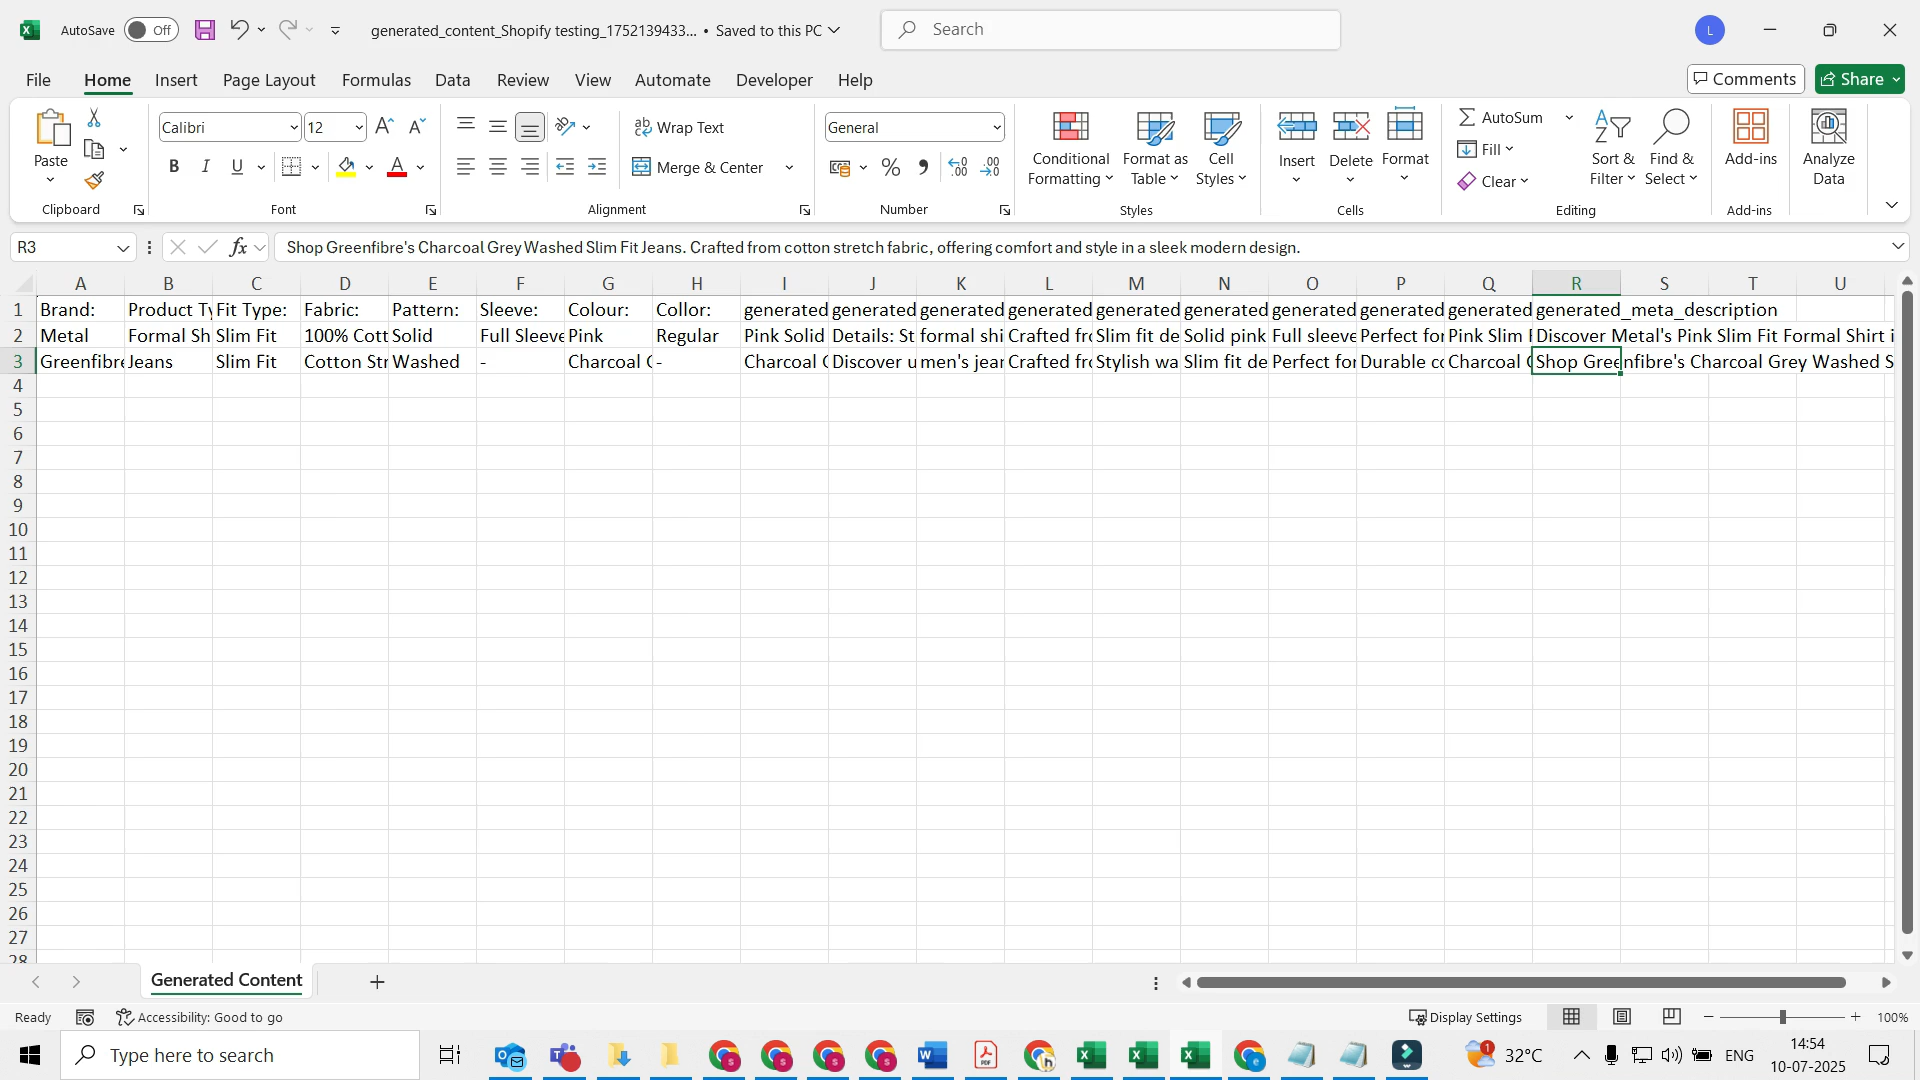 AutoSave Off generated_content_Shopify testing_1752139433... • Saved to this PC Search L
File Home Insert Page Layout Formulas Data Review View Automate Developer Help Comments Share
Paste Calibri 12 B I U A ab Wrap Text Merge & Center General % Conditional Formatting Format as Table Cell Styles Insert Delete Format AutoSum Fill Clear Sort & Filter Find & Select Add-ins Analyze Data
Clipboard Font Alignment Number Styles Cells Editing Add-ins
R3 fx Shop Greenfibre's Charcoal Grey Washed Slim Fit Jeans. Crafted from cotton stretch fabric, offering comfort and style in a sleek modern design.
A B C D E F G H I J K L M N O P Q R S T U
1 Brand: Product Ty Fit Type: Fabric: Pattern: Sleeve: Colour: Collor: generated generated generated generated generated generated generated generated generated generated_meta_description
2 Metal Formal Sh Slim Fit 100% Cott Solid Full Sleeve Pink Regular Pink Solid Details: St formal shi Crafted fro Slim fit de Solid pink Full sleeve Perfect for Pink Slim Discover Metal's Pink Slim Fit Formal Shirt i
3 Greenfibre Jeans Slim Fit Cotton Str Washed - Charcoal G - Charcoal G Discover u men's jean Crafted fro Stylish wa Slim fit de Perfect for Durable co Charcoal Shop Greenfibre's Charcoal Grey Washed S
4
5
6
7
8
9
10
11
12
13
14
15
16
17
18
19
20
21
22
23
24
25
26
27
28
Generated Content
Ready Accessibility: Good to go Display Settings 100%
Type here to search 32°C ENG 14:54
10-07-2025